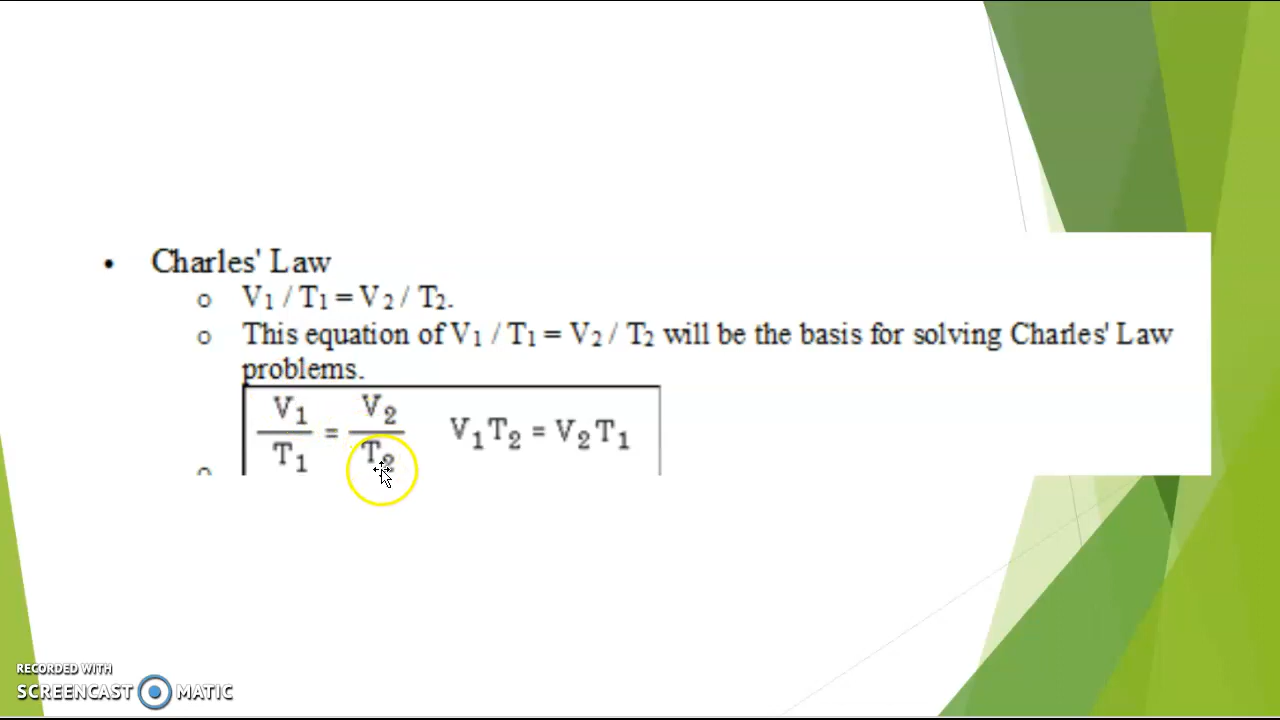 • Charles' Law
o V1 / T1 = V2 / T2.
o This equation of V1 / T1 = V2 / T2 will be the basis for solving Charles' Law
problems.
V1 / T1 = V2 / T2 V1T2 = V2T1
RECORDED WITH
SCREENCAST MATIC